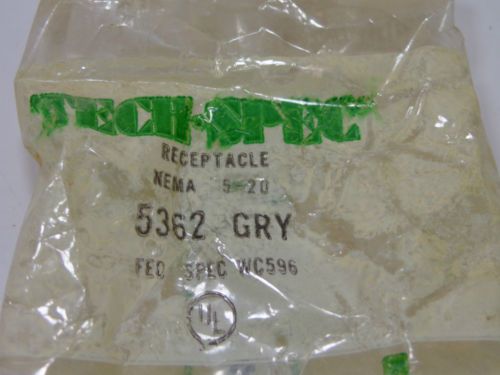 TECH-SPEC
RECEPTACLE
NEMA 5-20
5362 GRY
FED SPEC WC596
UL